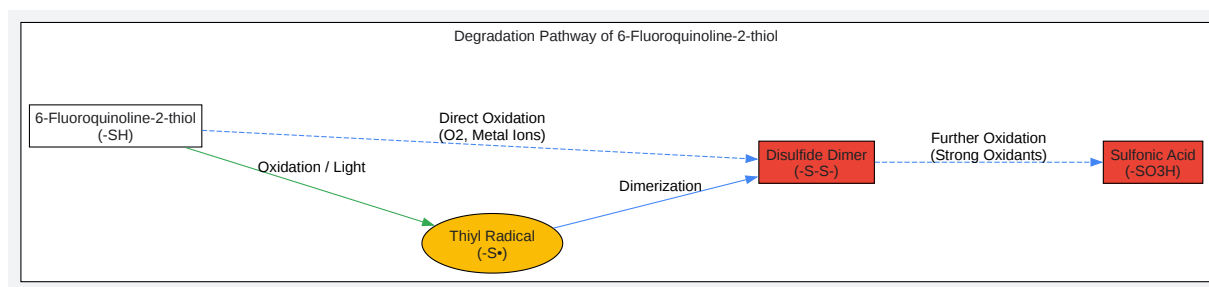 Degradation Pathway of 6-Fluoroquinoline-2-thiol
6-Fluoroquinoline-2-thiol
(-SH)
Direct Oxidation
(O2, Metal Ions)
Oxidation / Light
Thiyl Radical
(-S•)
Dimerization
Disulfide Dimer
(-S-S-)
Further Oxidation
(Strong Oxidants)
Sulfonic Acid
(-SO3H)